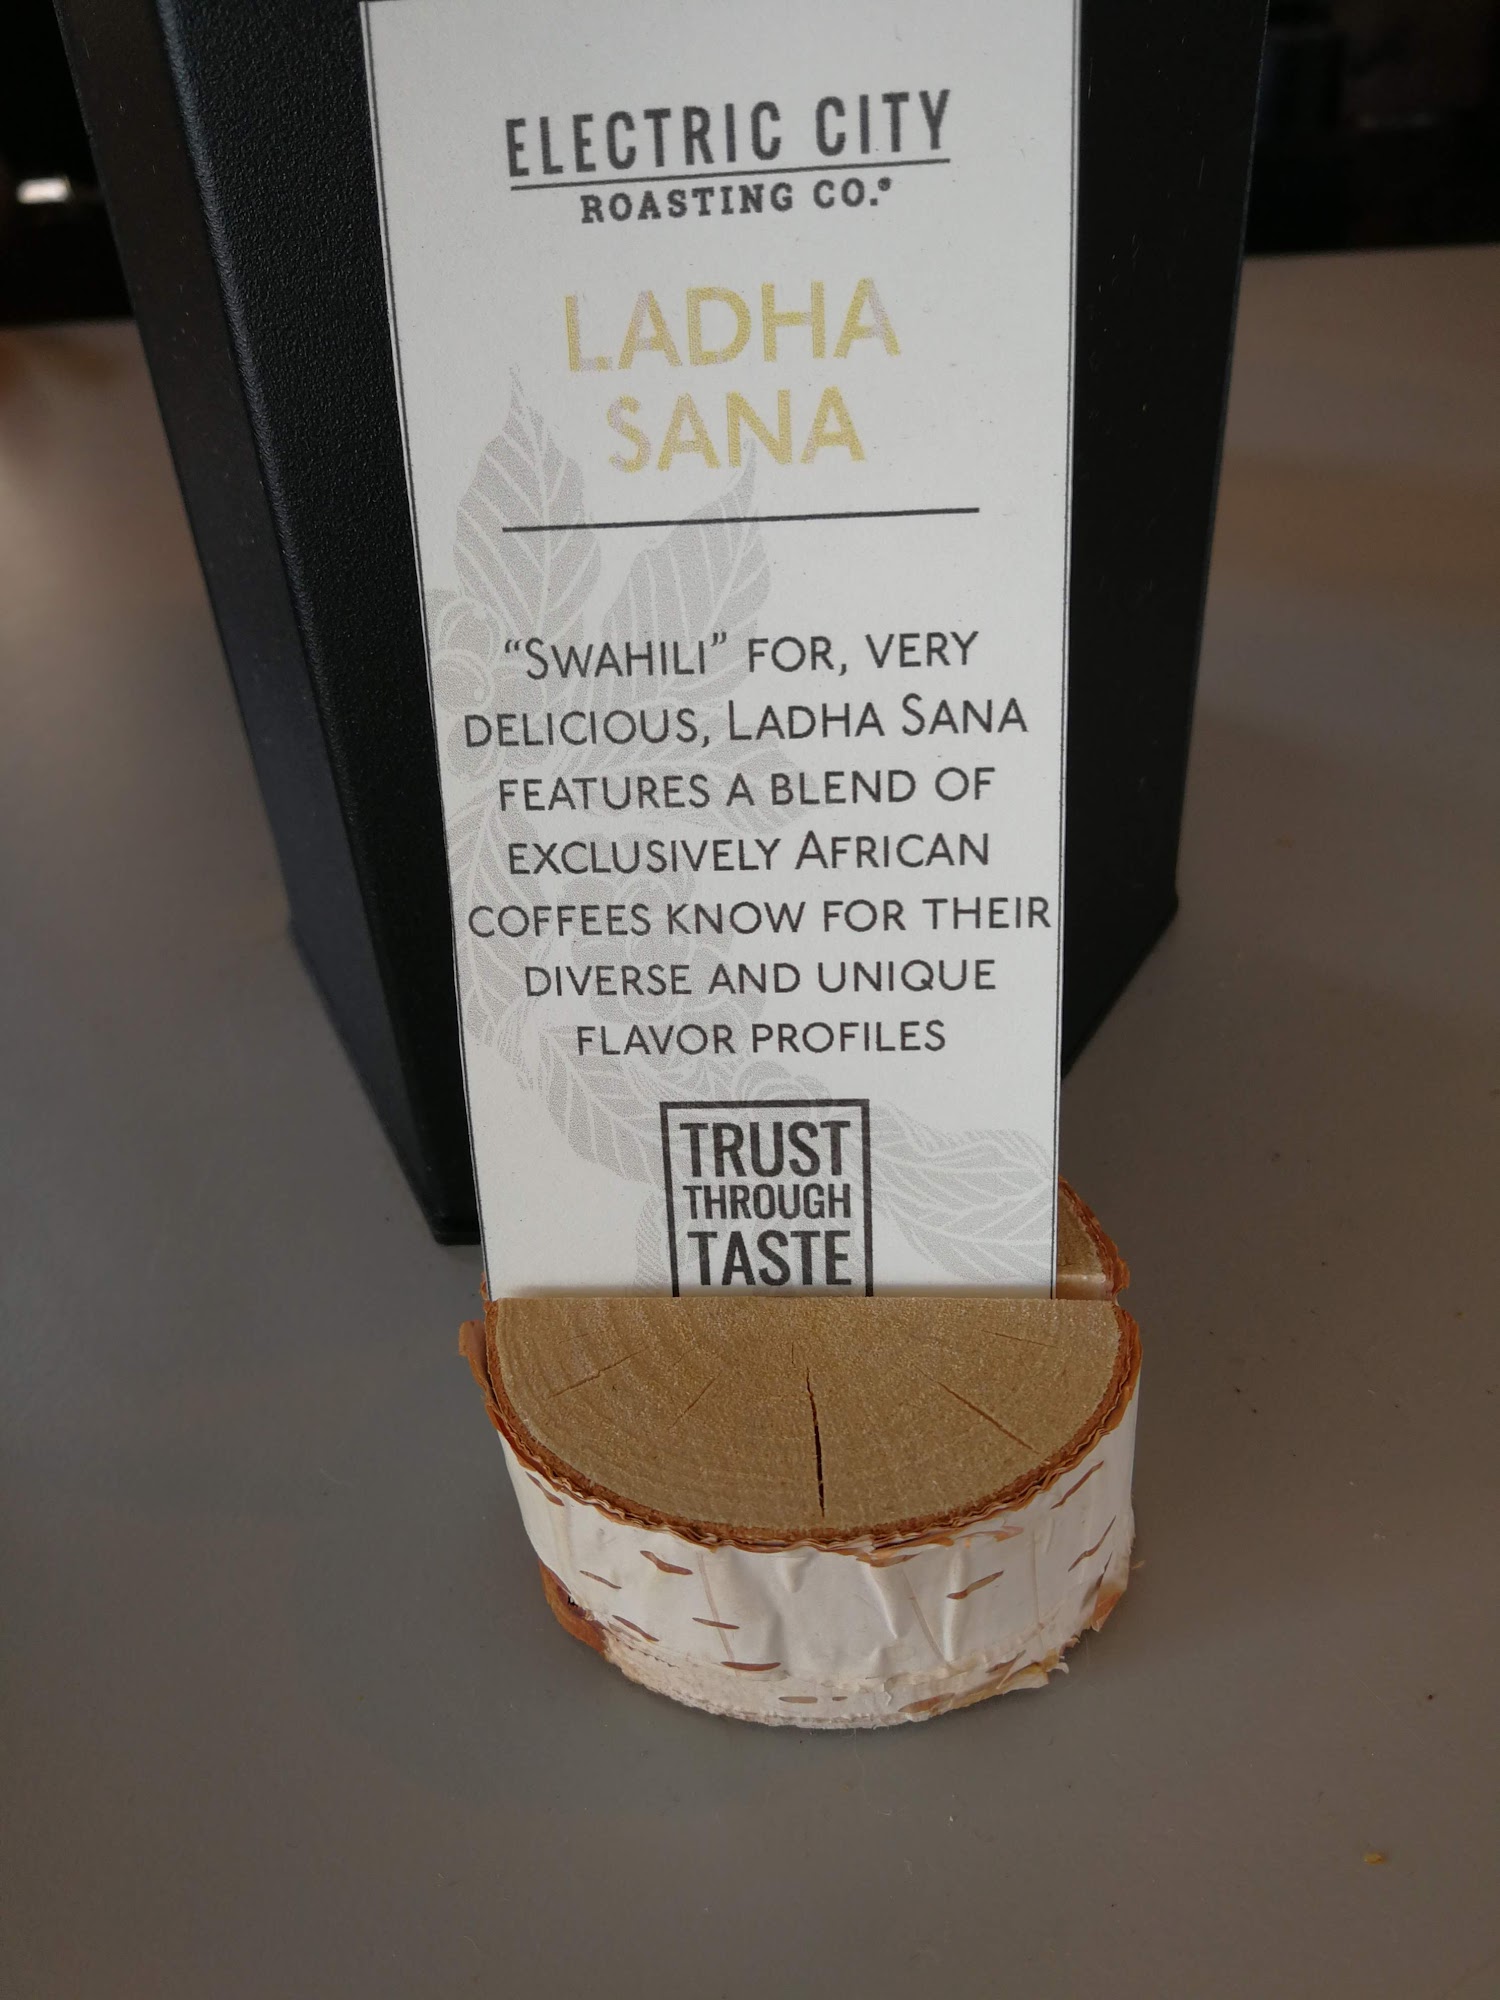 ELECTRIC CITY
ROASTING CO.®
LADHA
SANA
“SWAHILI” FOR, VERY
DELICIOUS, LADHA SANA
FEATURES A BLEND OF
EXCLUSIVELY AFRICAN
COFFEES KNOW FOR THEIR
DIVERSE AND UNIQUE
FLAVOR PROFILES
TRUST
THROUGH
TASTE